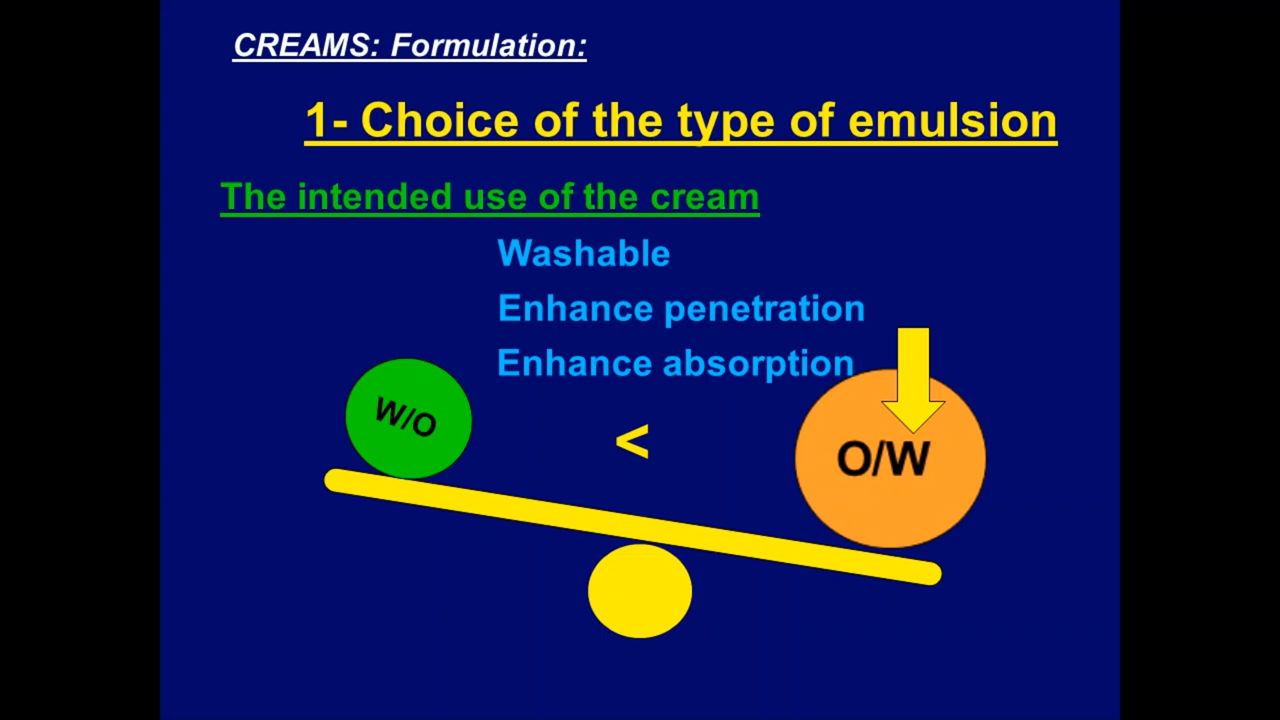 CREAMS: Formulation:
1- Choice of the type of emulsion
The intended use of the cream
Washable
Enhance penetration
Enhance absorption
W/O
<
O/W